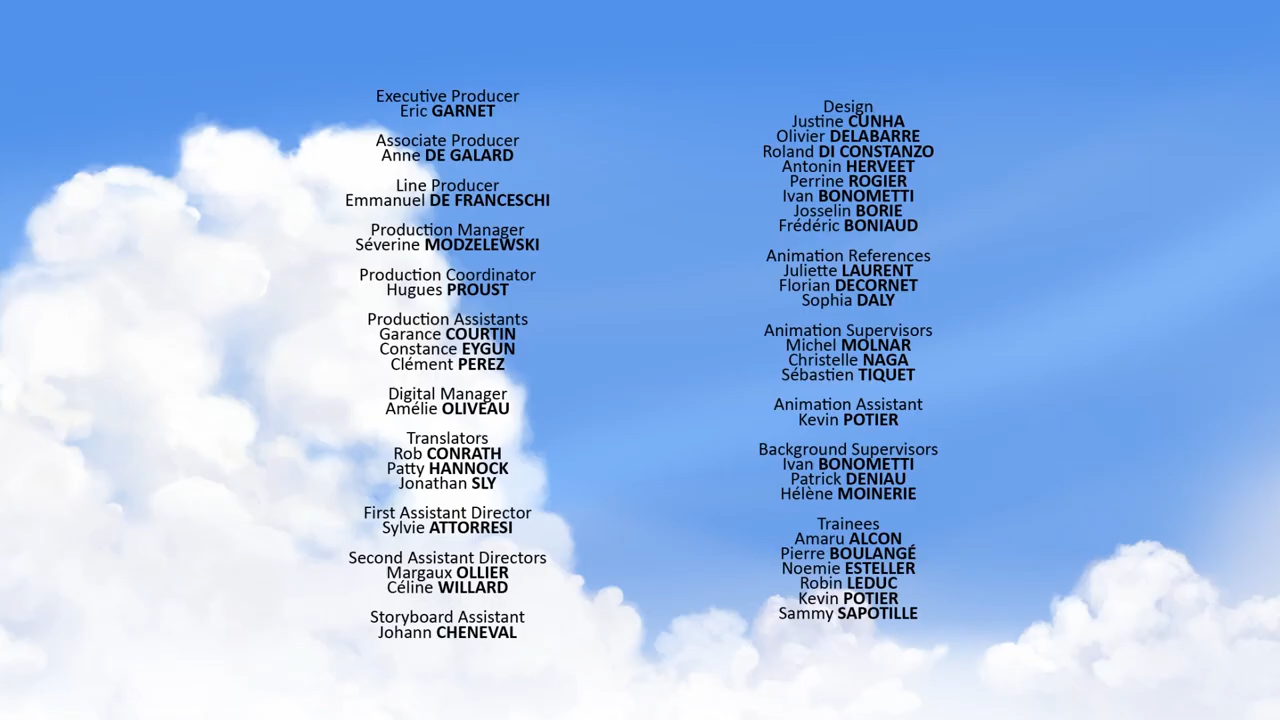 Executive Producer
Eric GARNET
Associate Producer
Anne DE GALARD
Line Producer
Emmanuel DE FRANCESCHI
Production Manager
Séverine MODZELEWSKI
Production Coordinator
Hugues PROUST
Production Assistants
Garance COURTIN
Constance EYGUN
Clément PEREZ
Digital Manager
Amélie OLIVEAU
Translators
Rob CONRATH
Patty HANNOCK
Jonathan SLY
First Assistant Director
Sylvie ATTORRESI
Second Assistant Directors
Margaux OLLIER
Céline WILLARD
Storyboard Assistant
Johann CHENEVAL
Design
Justine CUNHA
Olivier DELABARRE
Roland DI CONSTANZO
Antonin HERVEET
Perrine ROGIER
Ivan BONOMETTI
Josselin BORIE
Frédéric BONIAUD
Animation References
Juliette LAURENT
Florian DECORNET
Sophia DALY
Animation Supervisors
Michel MOLNAR
Christelle NAGA
Sébastien TIQUET
Animation Assistant
Kevin POTIER
Background Supervisors
Ivan BONOMETTI
Patrick DENIAU
Hélène MOINERIE
Trainees
Amaru ALCON
Pierre BOULANGÉ
Noemie ESTELLER
Robin LEDUC
Kevin POTIER
Sammy SAPOTILLE